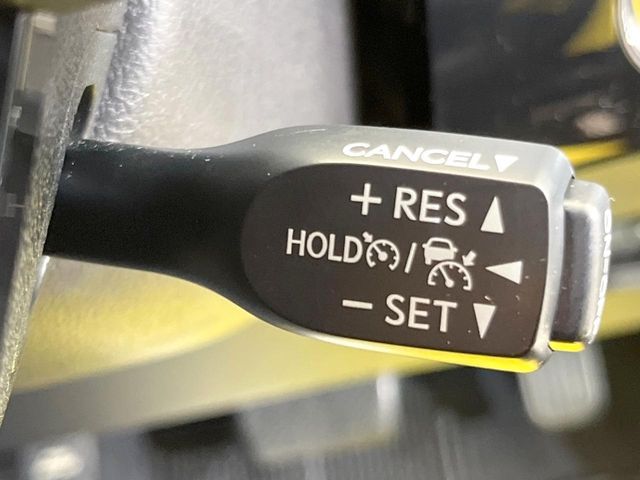 CANCEL▼
+ RES ▲
HOLD / ◀
− SET ▼